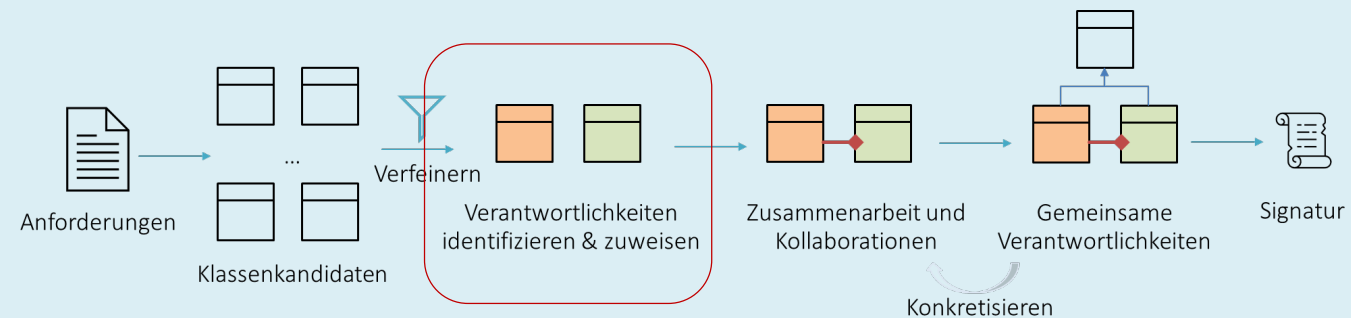 Anforderungen
...
Klassenkandidaten
Verfeinern
Verantwortlichkeiten
identifizieren & zuweisen
Zusammenarbeit und
Kollaborationen
Gemeinsame
Verantwortlichkeiten
Konkretisieren
Signatur